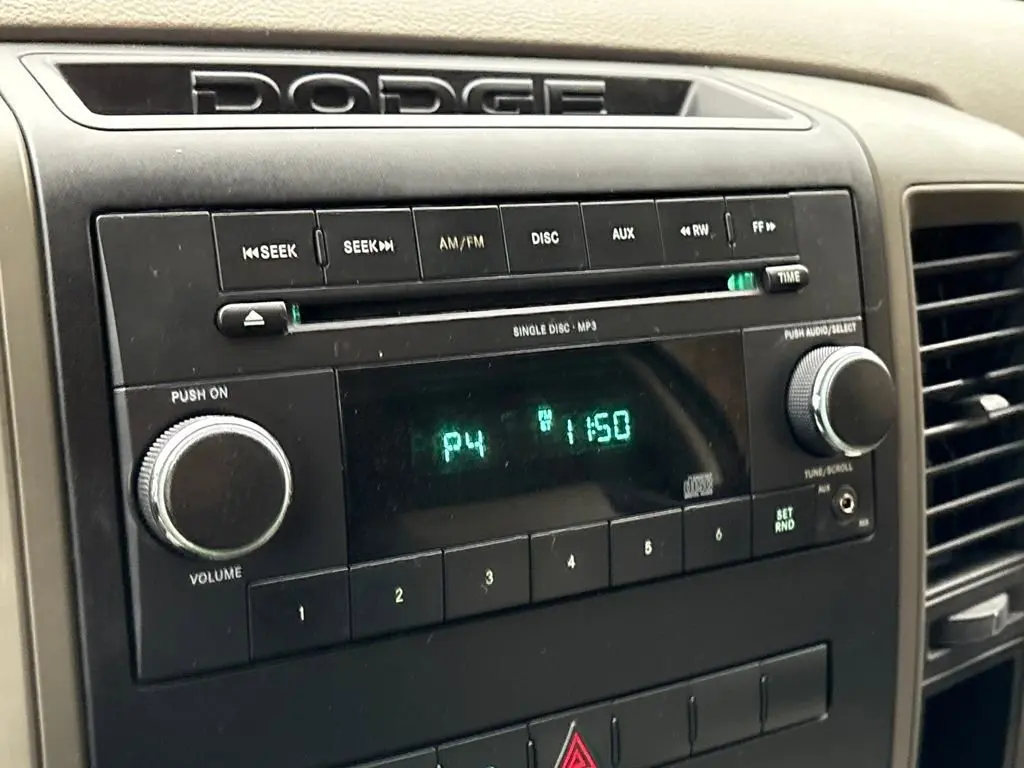 DODGE
⏮SEEK
SEEK⏭
AM/FM
DISC
AUX
◀◀RW
FF▶▶
TIME
SINGLE DISC · MP3
PUSH ON
PUSH AUDIO/SELECT
P4
11:50
VOLUME
TUNE/SCROLL
AUX
1
2
3
4
5
6
SET
RND